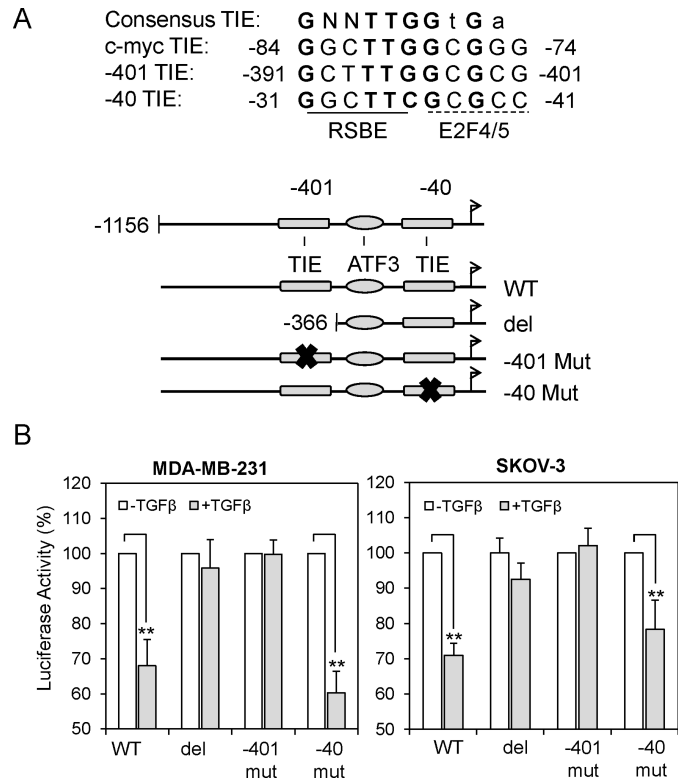 A
Consensus TIE: G N N T T G G t G a
c-myc TIE: -84 G G C T T G G C G G G -74
-401 TIE: -391 G C T T G G C G C G -401
-40 TIE: -31 G G C T T C G C G C C -41
RSBE E2F4/5
-401 -40
-1156
TIE ATF3 TIE
WT
-366 del
-401 Mut
-40 Mut
B
MDA-MB-231
Luciferase Activity (%)
120
110
100
90
80
70
60
50
-TGFβ +TGFβ
** **
WT del -401 mut -40 mut
SKOV-3
120
110
100
90
80
70
60
50
-TGFβ +TGFβ
** **
WT del -401 mut -40 mut